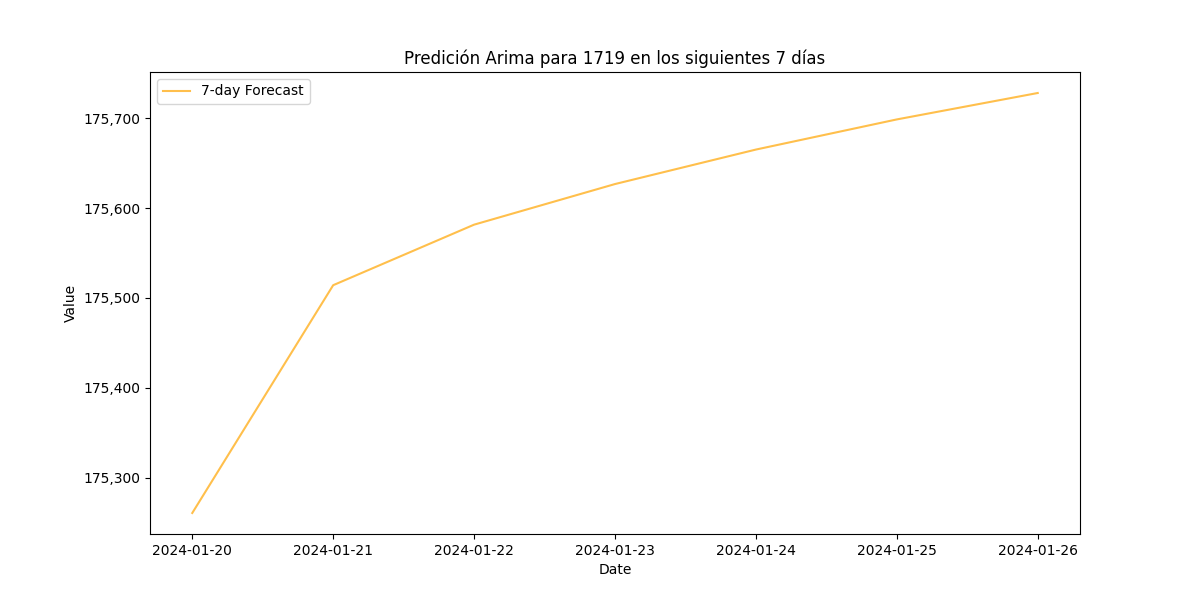 Predición Arima para 1719 en los siguientes 7 días
7-day Forecast
Value
175,700
175,600
175,500
175,400
175,300
2024-01-20 2024-01-21 2024-01-22 2024-01-23 2024-01-24 2024-01-25 2024-01-26
Date